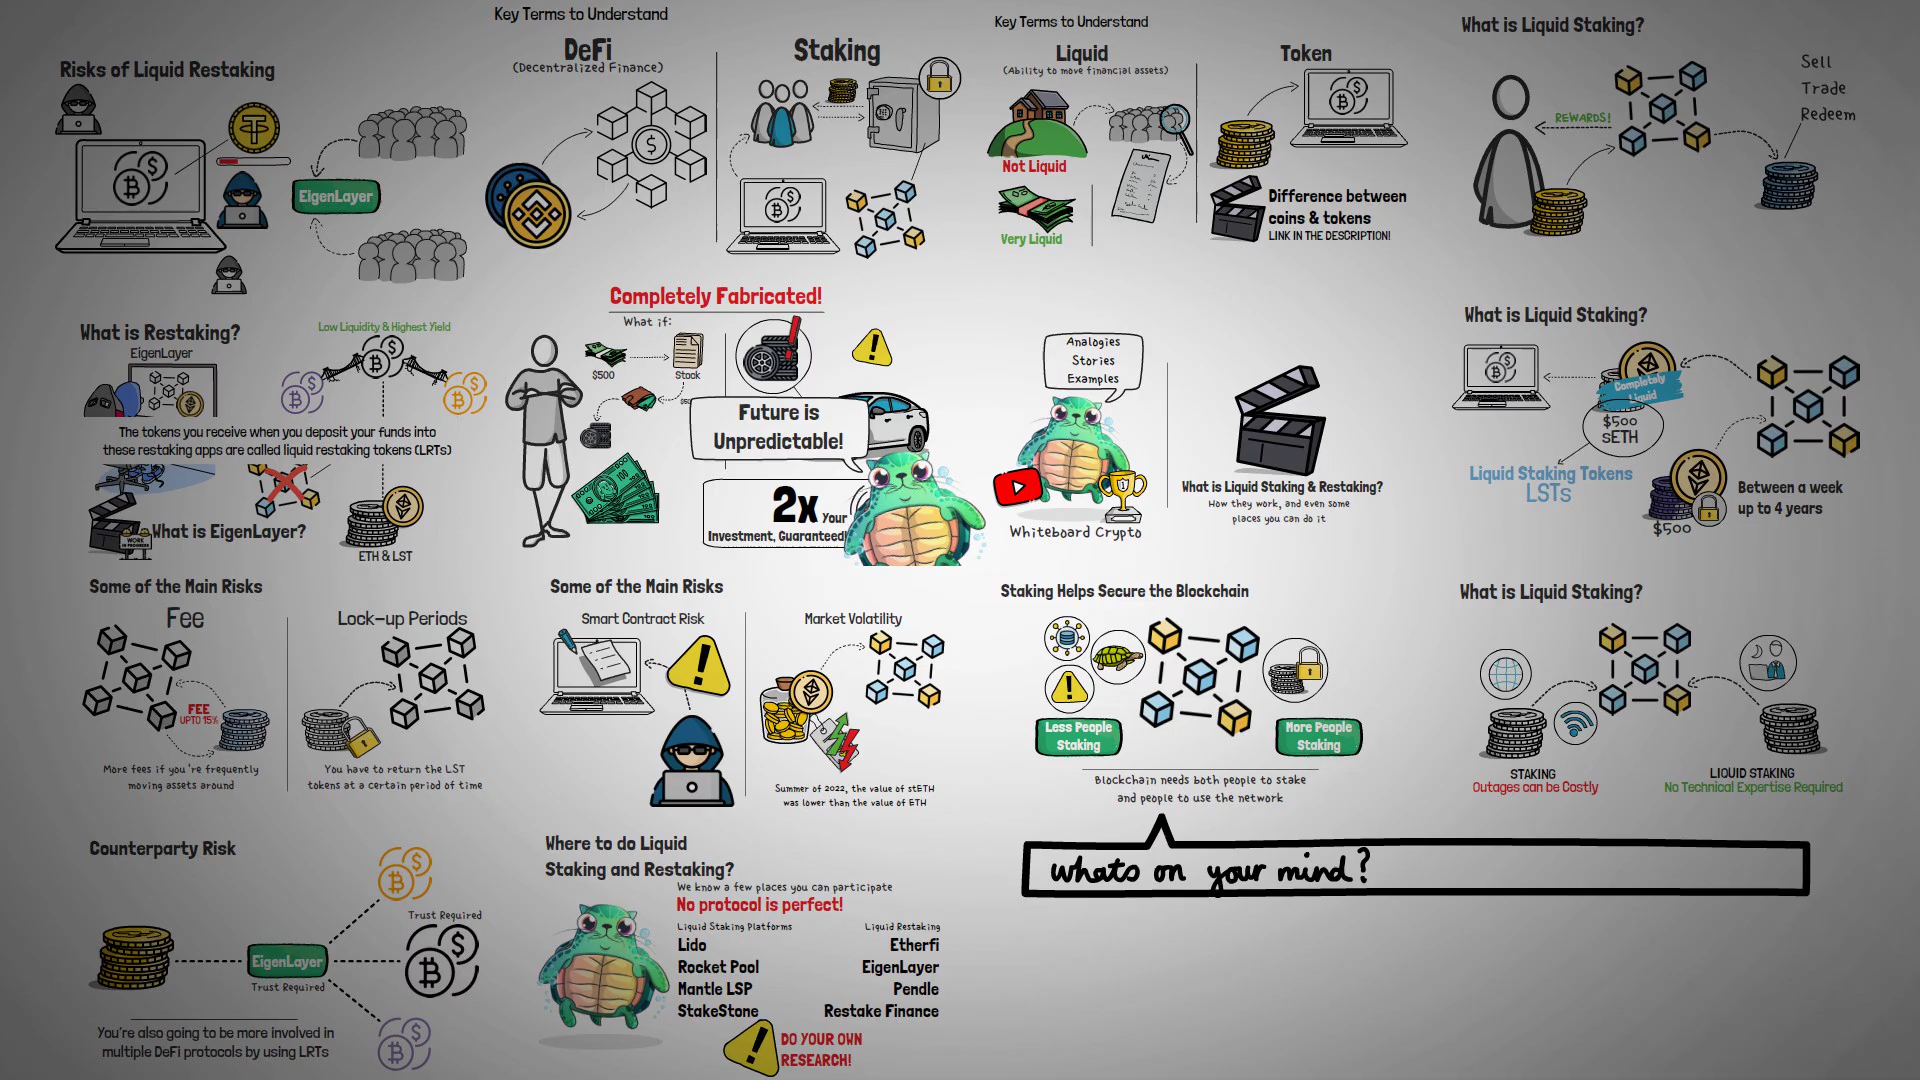 Risks of Liquid Restaking
EigenLayer
Key Terms to Understand
DeFi
(Decentralized Finance)
Staking
Key Terms to Understand
Liquid
(Ability to move financial assets)
Not Liquid
Very Liquid
Token
Difference between
coins & tokens
LINK IN THE DESCRIPTION!
What is Liquid Staking?
REWARDS!
Sell
Trade
Redeem
What is Restaking?
EigenLayer
Low Liquidity & Highest Yield
The tokens you receive when you deposit your funds into
these restaking apps are called liquid restaking tokens (LRTs)
WORK
IN PROGRESS
What is EigenLayer?
ETH & LST
Completely Fabricated!
What if:
$500
Stock
Future is
Unpredictable!
2x Your
Investment, Guaranteed!
Analogies
Stories
Examples
Whiteboard Crypto
What is Liquid Staking & Restaking?
How they work, and even some
places you can do it
What is Liquid Staking?
Completely
Liquid
$500
sETH
Liquid Staking Tokens
LSTs
$500
Between a week
up to 4 years
Some of the Main Risks
Fee
FEE
UPTO 15%
More fees if you're frequently
moving assets around
Lock-up Periods
You have to return the LST
tokens at a certain period of time
Some of the Main Risks
Smart Contract Risk
Market Volatility
Summer of 2022, the value of stETH
was lower than the value of ETH
Staking Helps Secure the Blockchain
Less People
Staking
More People
Staking
Blockchain needs both people to stake
and people to use the network
What is Liquid Staking?
STAKING
Outages can be Costly
LIQUID STAKING
No Technical Expertise Required
Counterparty Risk
EigenLayer
Trust Required
Trust Required
You're also going to be more involved in
multiple DeFi protocols by using LRTs
Where to do Liquid
Staking and Restaking?
We know a few places you can participate
No protocol is perfect!
Liquid Staking Platforms
Lido
Rocket Pool
Mantle LSP
StakeStone
Liquid Restaking
Etherfi
EigenLayer
Pendle
Restake Finance
DO YOUR OWN
RESEARCH!
whats on your mind?